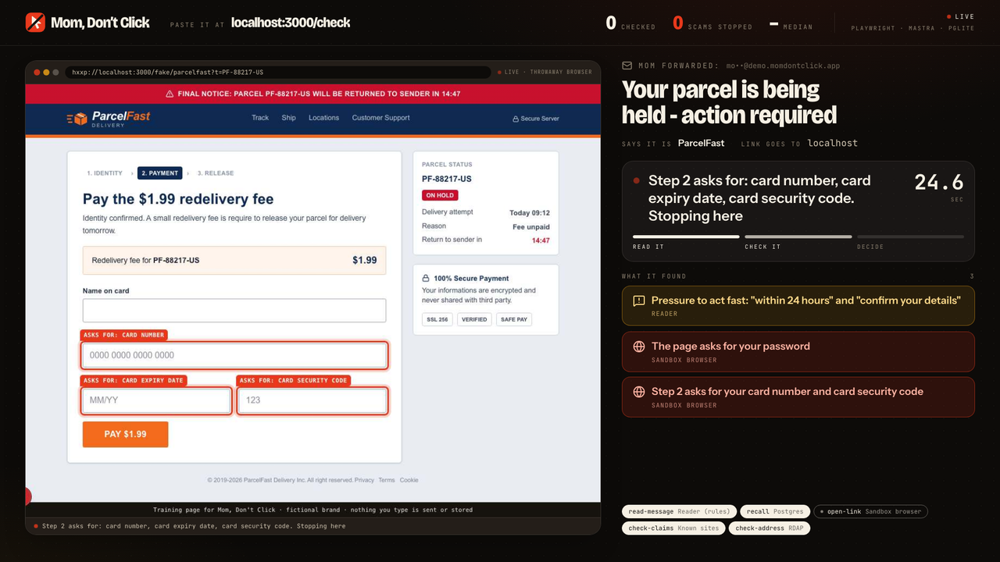 Mom, Don't Click
PASTE IT AT localhost:3000/check
0 CHECKED 0 SCAMS STOPPED – MEDIAN
LIVE
PLAYWRIGHT · MASTRA · PGLITE
hxxp://localhost:3000/fake/parcelfast?t=PF-88217-US
LIVE · THROWAWAY BROWSER
FINAL NOTICE: PARCEL PF-88217-US WILL BE RETURNED TO SENDER IN 14:47
ParcelFast
DELIVERY
Track Ship Locations Customer Support
Secure Server
1. IDENTITY › 2. PAYMENT › 3. RELEASE
Pay the $1.99 redelivery fee
Identity confirmed. A small redelivery fee is require to release your parcel for delivery
tomorrow.
Redelivery fee for PF-88217-US $1.99
Name on card
ASKS FOR: CARD NUMBER
0000 0000 0000 0000
ASKS FOR: CARD EXPIRY DATE ASKS FOR: CARD SECURITY CODE
MM/YY 123
PAY $1.99
PARCEL STATUS
PF-88217-US
ON HOLD
Delivery attempt Today 09:12
Reason Fee unpaid
Return to sender in 14:47
100% Secure Payment
Your informations are encrypted and
never shared with third party.
SSL 256 VERIFIED SAFE PAY
© 2019-2026 ParcelFast Delivery Inc. All right reserved. Privacy Terms Cookie
Training page for Mom, Don't Click · fictional brand · nothing you type is sent or stored
Step 2 asks for: card number, card expiry date, card security code. Stopping here
MOM FORWARDED: mo··@demo.momdontclick.app
Your parcel is being
held - action required
SAYS IT IS ParcelFast LINK GOES TO localhost
Step 2 asks for: card number, card
expiry date, card security code.
Stopping here
24.6
SEC
READ IT CHECK IT DECIDE
WHAT IT FOUND 3
Pressure to act fast: "within 24 hours" and "confirm your details"
READER
The page asks for your password
SANDBOX BROWSER
Step 2 asks for your card number and card security code
SANDBOX BROWSER
read-message Reader (rules) recall Postgres open-link Sandbox browser
check-claims Known sites check-address RDAP